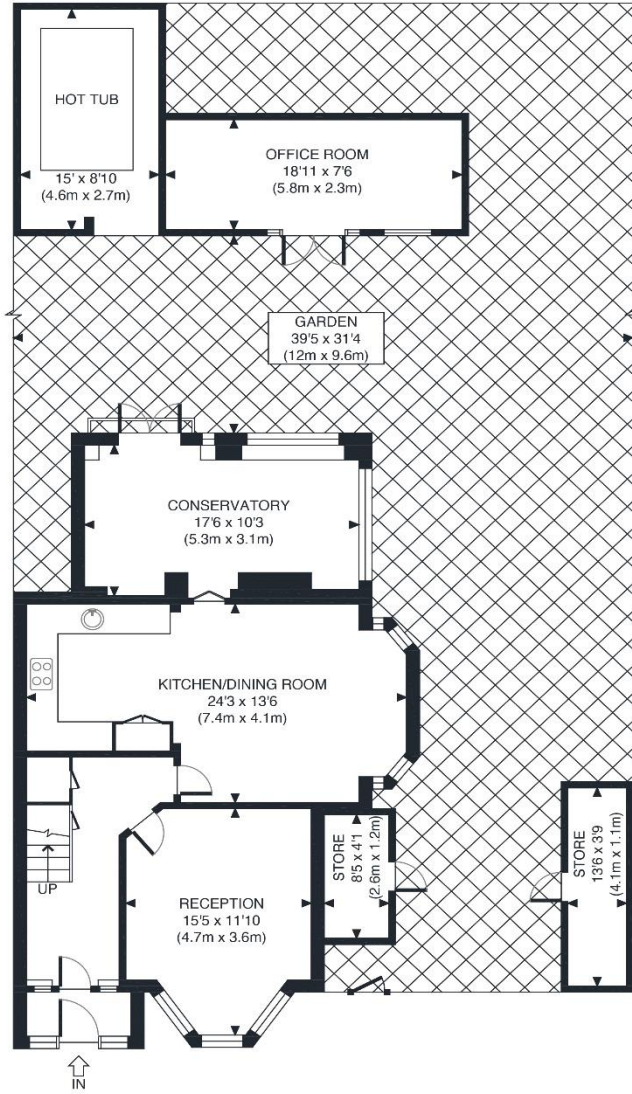 HOT TUB
15' x 8'10
(4.6m x 2.7m)
OFFICE ROOM
18'11 x 7'6
(5.8m x 2.3m)
GARDEN
39'5 x 31'4
(12m x 9.6m)
CONSERVATORY
17'6 x 10'3
(5.3m x 3.1m)
KITCHEN/DINING ROOM
24'3 x 13'6
(7.4m x 4.1m)
UP
RECEPTION
15'5 x 11'10
(4.7m x 3.6m)
STORE
8'5 x 4'1
(2.6m x 1.2m)
STORE
13'6 x 3'9
(4.1m x 1.1m)
IN